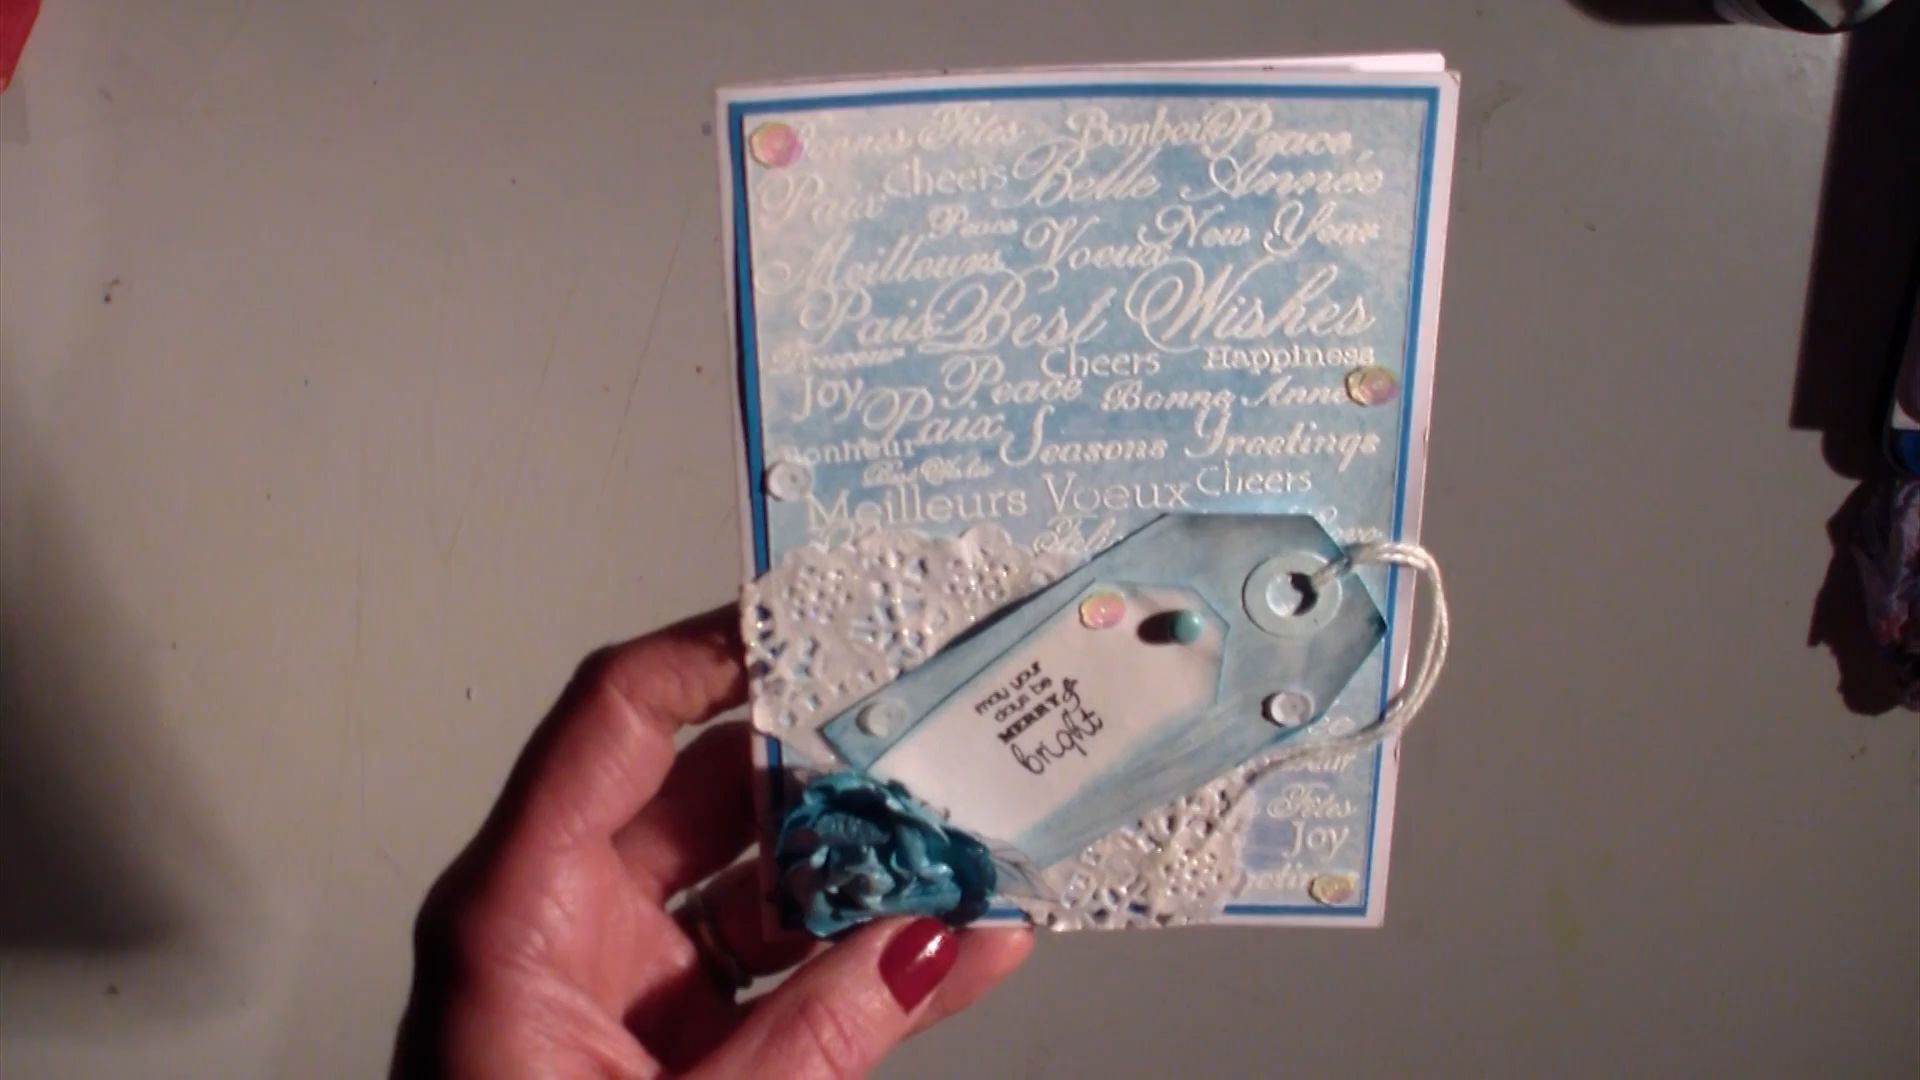 Bonnes Fêtes Bonheur Peace
Paix Cheers Belle Année
Peace New Year
Meilleurs Voeux
Paix Best Wishes
Cheers Happiness
Joy Peace Bonne Anné
Paix Seasons Greetings
Bonheur
Best Wishes
Meilleurs Voeux Cheers
Love
may your
days be
MERRY &
bright
Fêtes
Joy